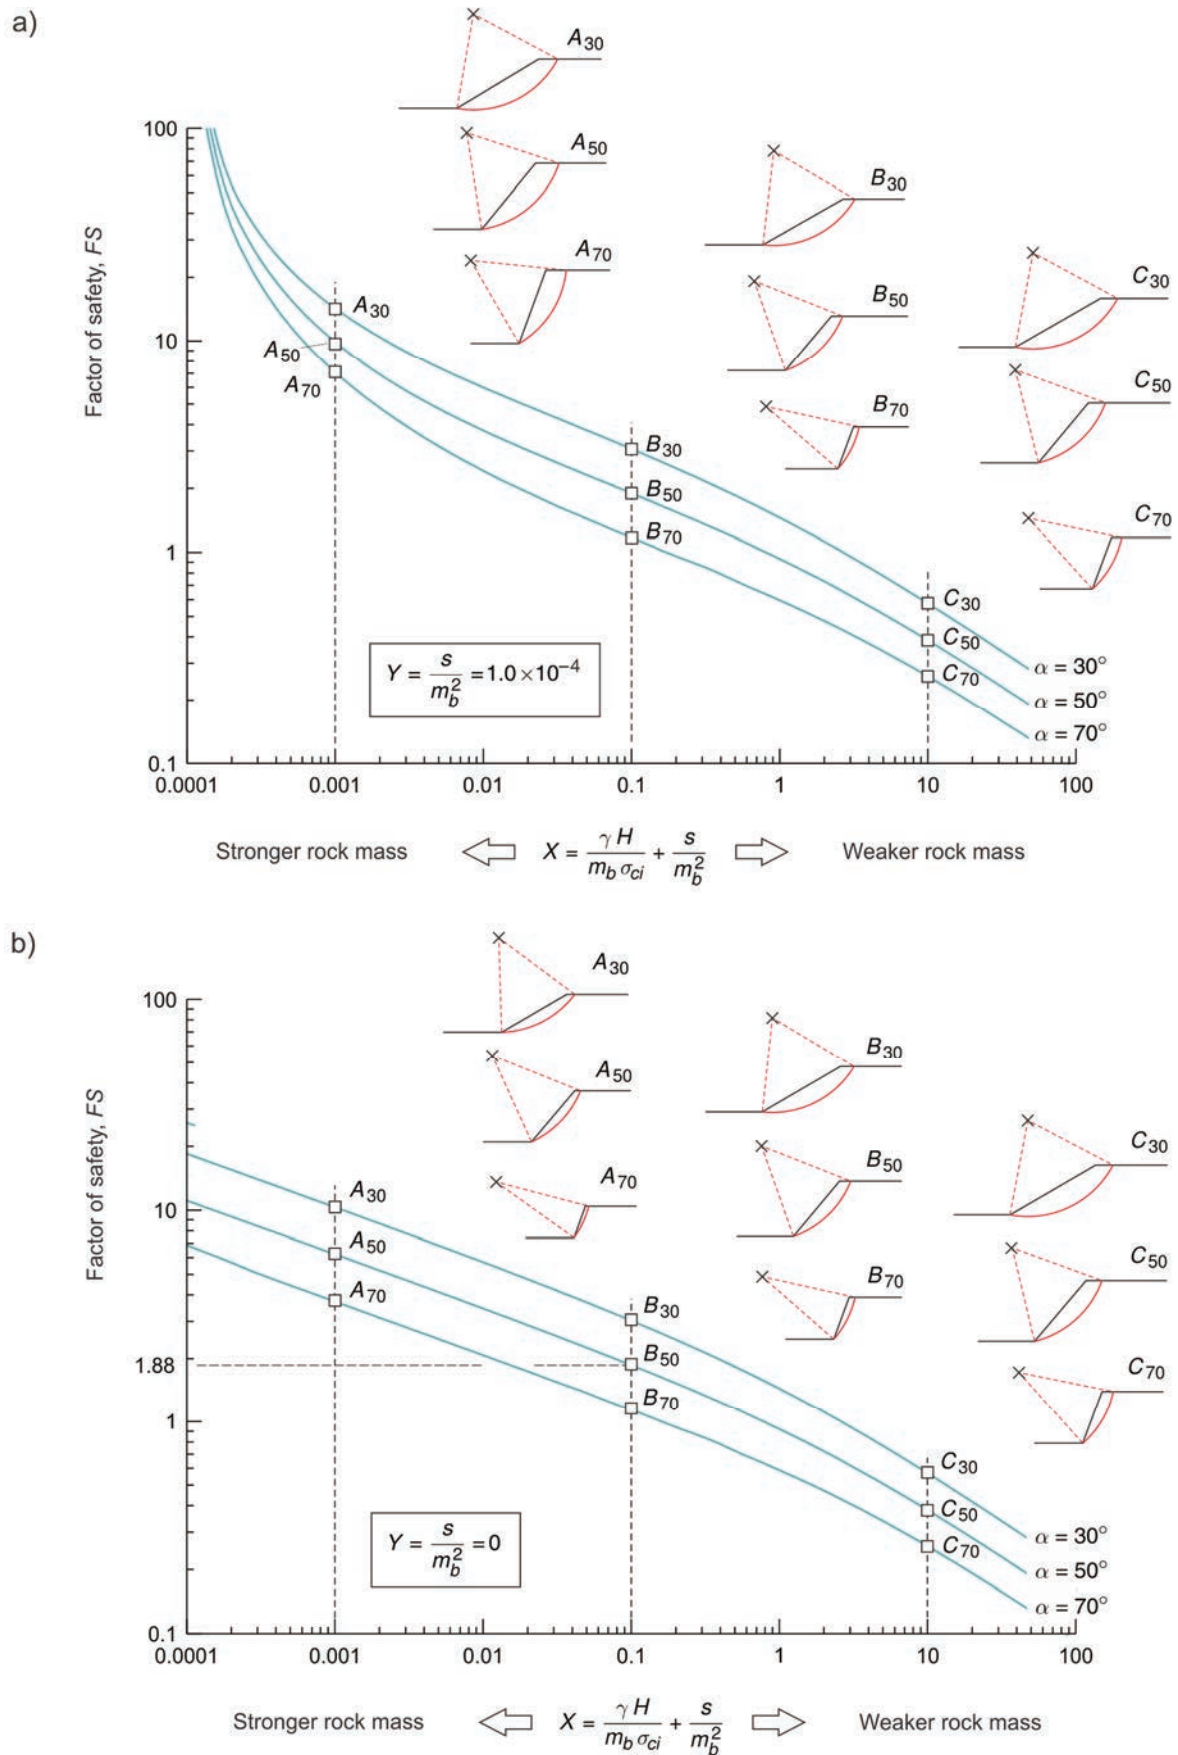 a)
A30
A50
A70
B30
B50
B70
C30
C50
C70
Factor of safety, FS
100
10
1
0.1
A30
A50
A70
B30
B50
B70
C30
C50
C70
α = 30°
α = 50°
α = 70°
Y = s/m_b^2 = 1.0 × 10^-4
0.0001 0.001 0.01 0.1 1 10 100
Stronger rock mass X = γ H/m_b σ_ci + s/m_b^2 Weaker rock mass
b)
A30
A50
A70
B30
B50
B70
C30
C50
C70
Factor of safety, FS
100
10
1.88
1
0.1
A30
A50
A70
B30
B50
B70
C30
C50
C70
α = 30°
α = 50°
α = 70°
Y = s/m_b^2 = 0
0.0001 0.001 0.01 0.1 1 10 100
Stronger rock mass X = γ H/m_b σ_ci + s/m_b^2 Weaker rock mass